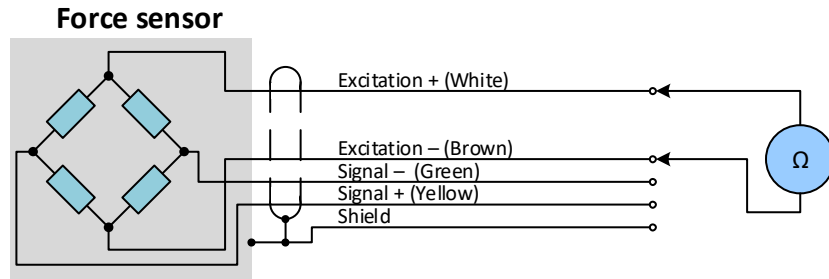 Force sensor
Excitation + (White)
Excitation – (Brown)
Signal – (Green)
Signal + (Yellow)
Shield
Ω